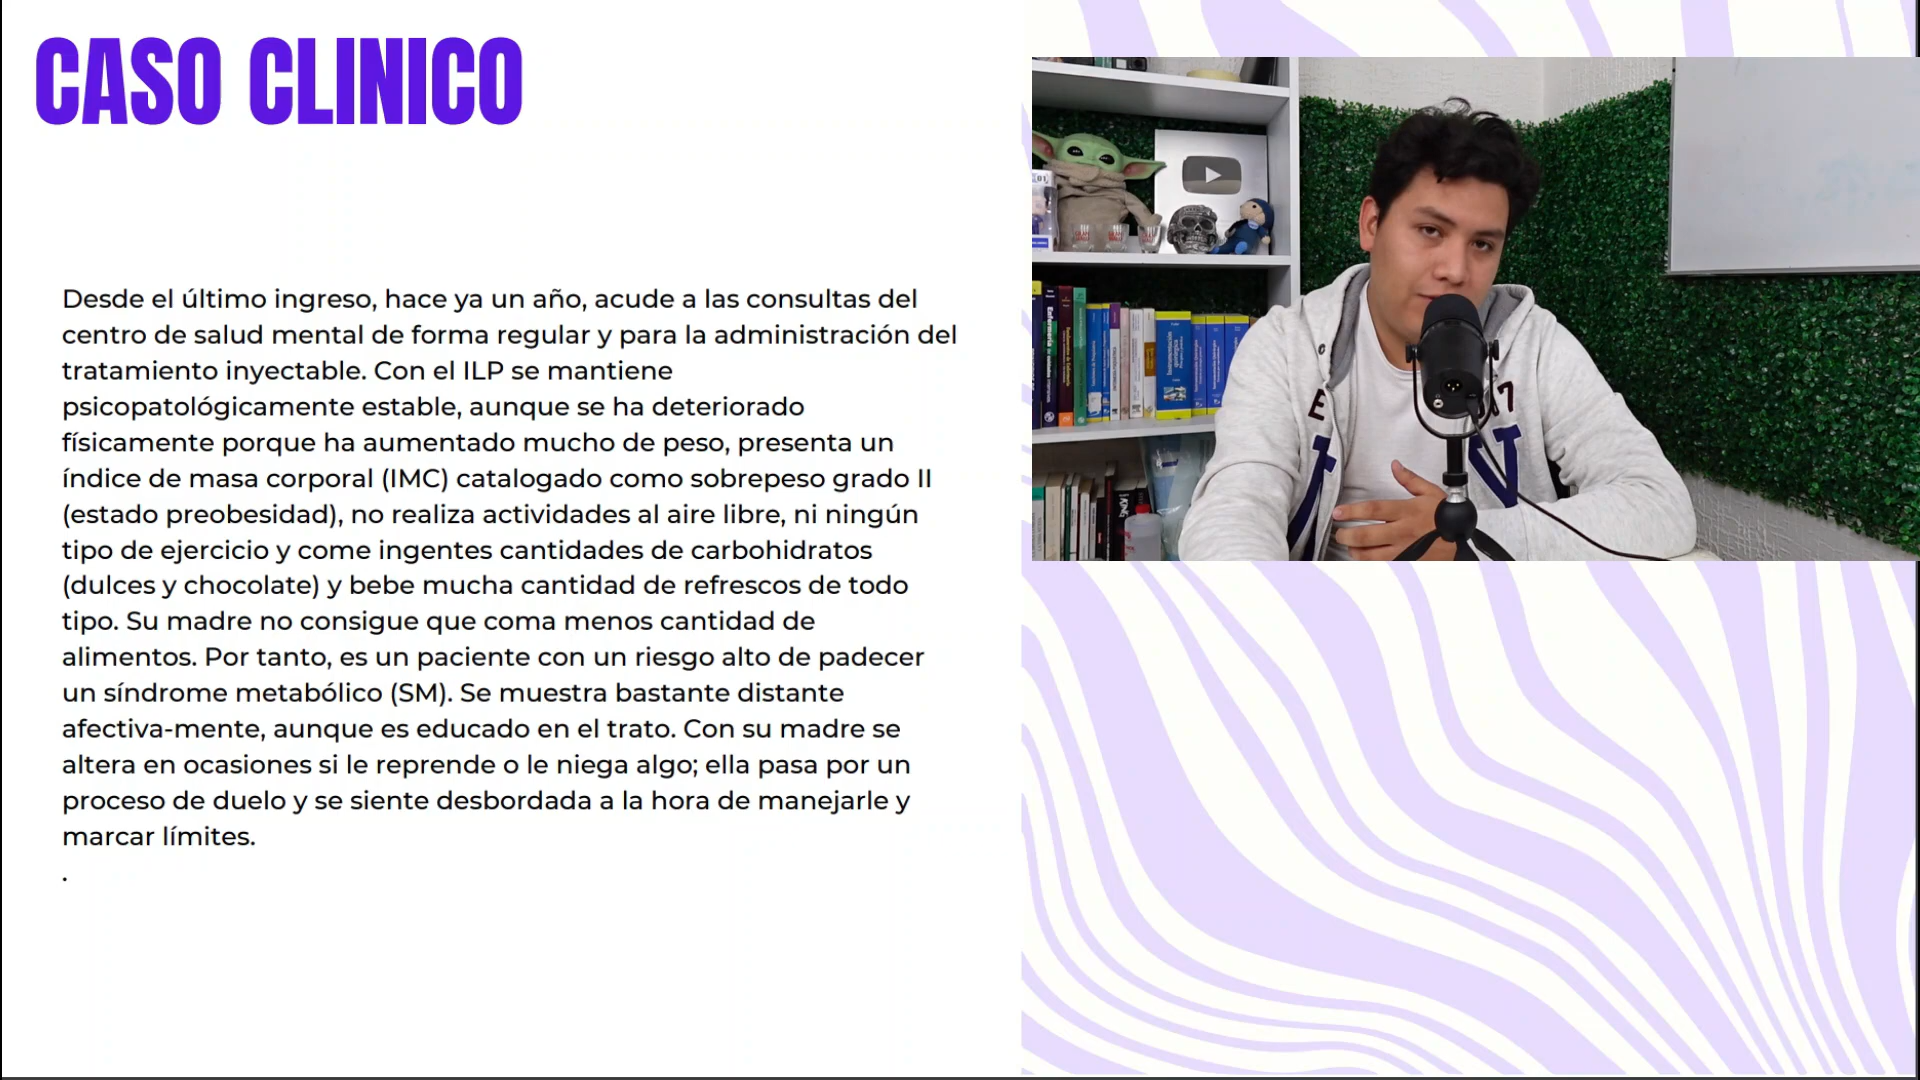 CASO CLINICO
Desde el último ingreso, hace ya un año, acude a las consultas del
centro de salud mental de forma regular y para la administración del
tratamiento inyectable. Con el ILP se mantiene
psicopatológicamente estable, aunque se ha deteriorado
físicamente porque ha aumentado mucho de peso, presenta un
índice de masa corporal (IMC) catalogado como sobrepeso grado II
(estado preobesidad), no realiza actividades al aire libre, ni ningún
tipo de ejercicio y come ingentes cantidades de carbohidratos
(dulces y chocolate) y bebe mucha cantidad de refrescos de todo
tipo. Su madre no consigue que coma menos cantidad de
alimentos. Por tanto, es un paciente con un riesgo alto de padecer
un síndrome metabólico (SM). Se muestra bastante distante
afectiva-mente, aunque es educado en el trato. Con su madre se
altera en ocasiones si le reprende o le niega algo; ella pasa por un
proceso de duelo y se siente desbordada a la hora de manejarle y
marcar límites.
.